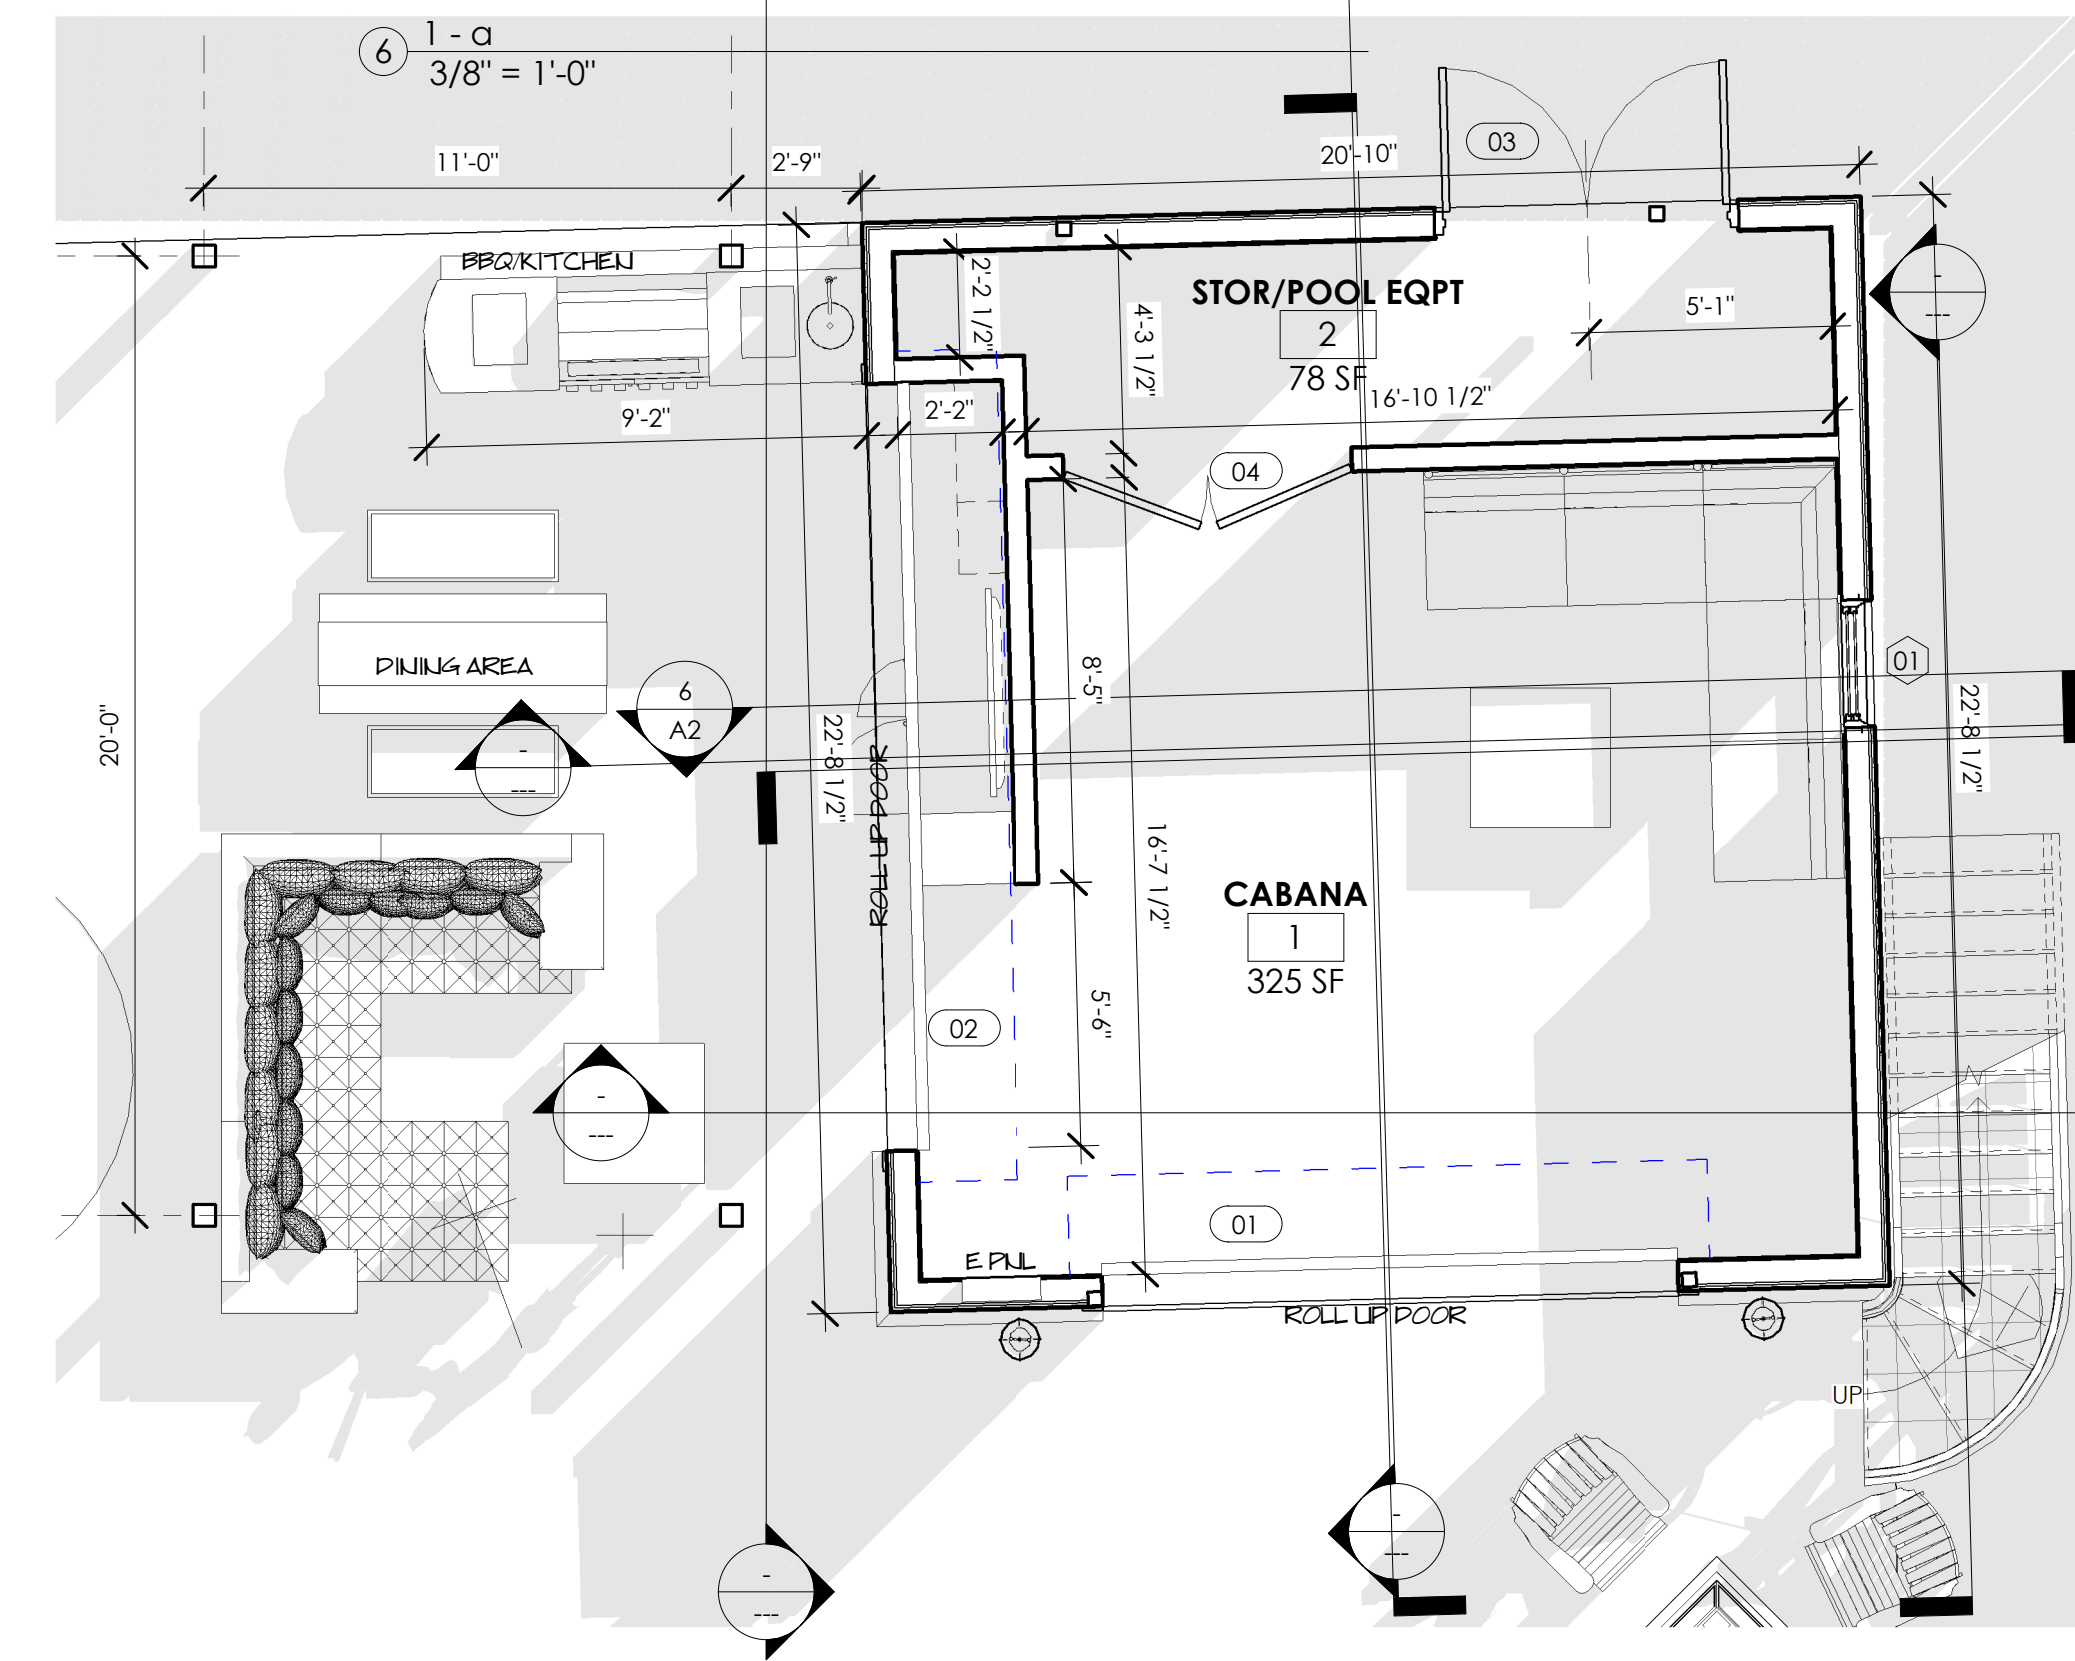 6
1 - a
3/8" = 1'-0"
11'-0"
2'-9"
20'-10"
03
BBQ/KITCHEN
2'-2 1/2"
4'-3 1/2"
STOR/POOL EQPT
2
78 SF
5'-1"
-
---
9'-2"
2'-2"
16'-10 1/2"
04
20'-0"
DINING AREA
6
A2
-
---
22'-8 1/2"
ROLL UP DOOR
8'-5"
01
22'-8 1/2"
16'-7 1/2"
CABANA
1
325 SF
5'-6"
02
-
---
01
E PNL
ROLL UP DOOR
UP
-
---
-
---